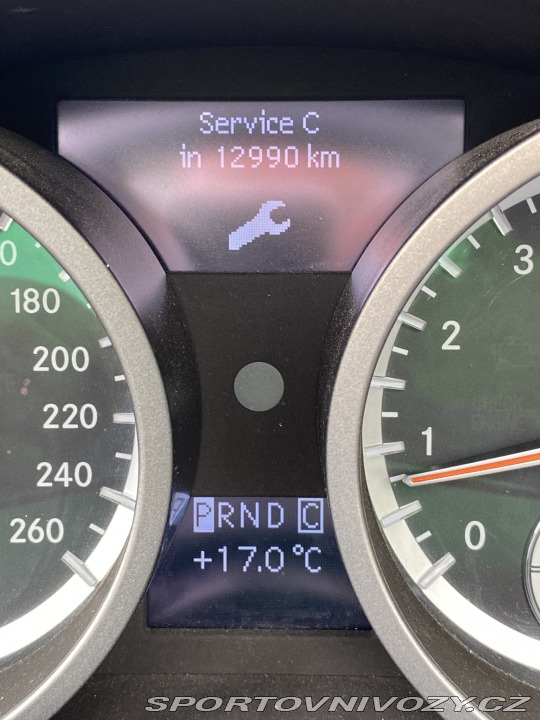 Service C
in 12990 km
180
200
220
240
260
3
2
1
0
PRND C
+17.0°C
SPORTOVNIVOZY.CZ